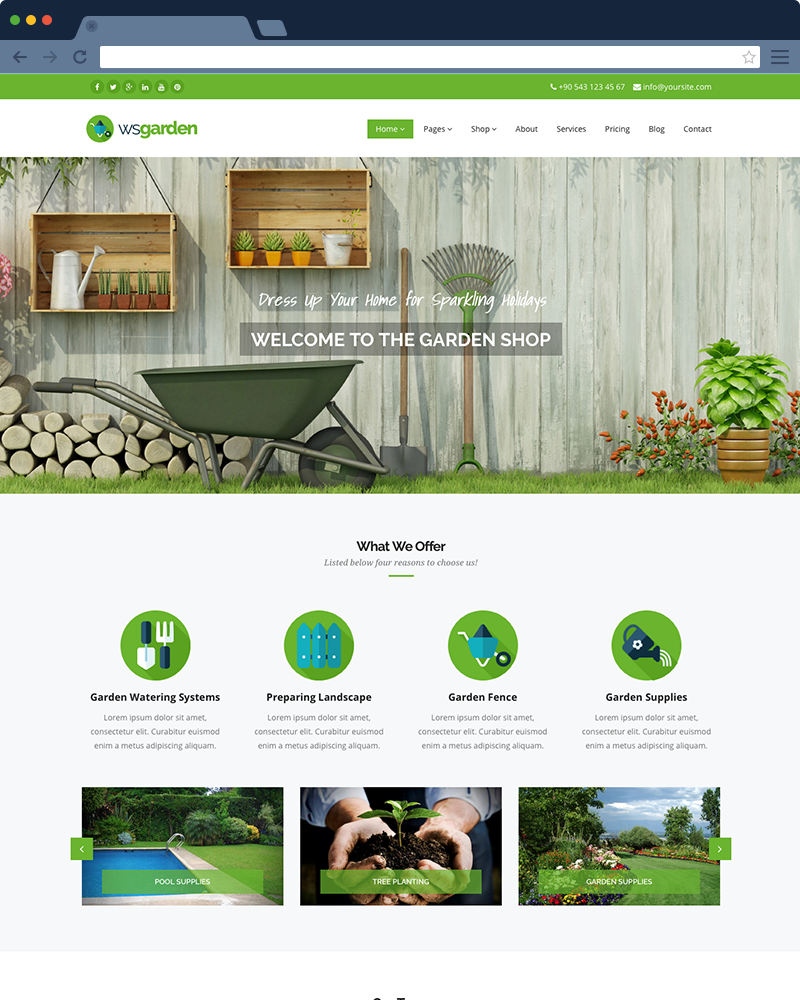 +90 543 123 45 67 info@yoursite.com
wsgarden
Home Pages Shop About Services Pricing Blog Contact
Dress Up Your Home for Sparkling Holidays
WELCOME TO THE GARDEN SHOP
What We Offer
Listed below four reasons to choose us!
Garden Watering Systems
Lorem ipsum dolor sit amet,
consectetur elit. Curabitur euismod
enim a metus adipiscing aliquam.
Preparing Landscape
Lorem ipsum dolor sit amet,
consectetur elit. Curabitur euismod
enim a metus adipiscing aliquam.
Garden Fence
Lorem ipsum dolor sit amet,
consectetur elit. Curabitur euismod
enim a metus adipiscing aliquam.
Garden Supplies
Lorem ipsum dolor sit amet,
consectetur elit. Curabitur euismod
enim a metus adipiscing aliquam.
POOL SUPPLIES
TREE PLANTING
GARDEN SUPPLIES